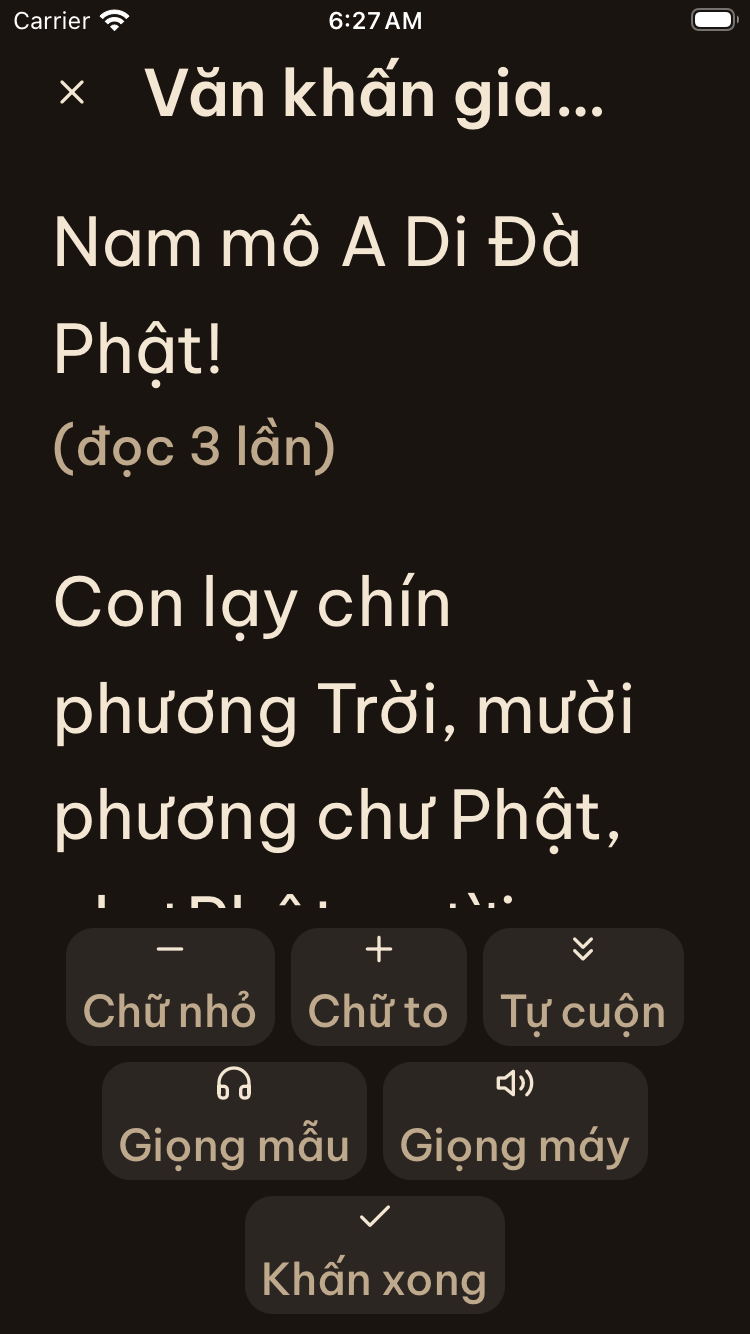 Carrier 6:27 AM
Văn khấn gia...
Nam mô A Di Đà
Phật!
(đọc 3 lần)
Con lạy chín
phương Trời, mười
phương chư Phật,
Chữ nhỏ Chữ to Tự cuộn
Giọng mẫu Giọng máy
Khấn xong